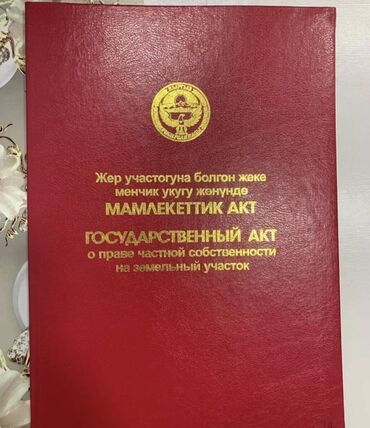 Жер участогуна болгон жеке
менчик укугу жөнүндө
МАМЛЕКЕТТИК АКТ
ГОСУДАРСТВЕННЫЙ АКТ
о праве частной собственности
на земельный участок